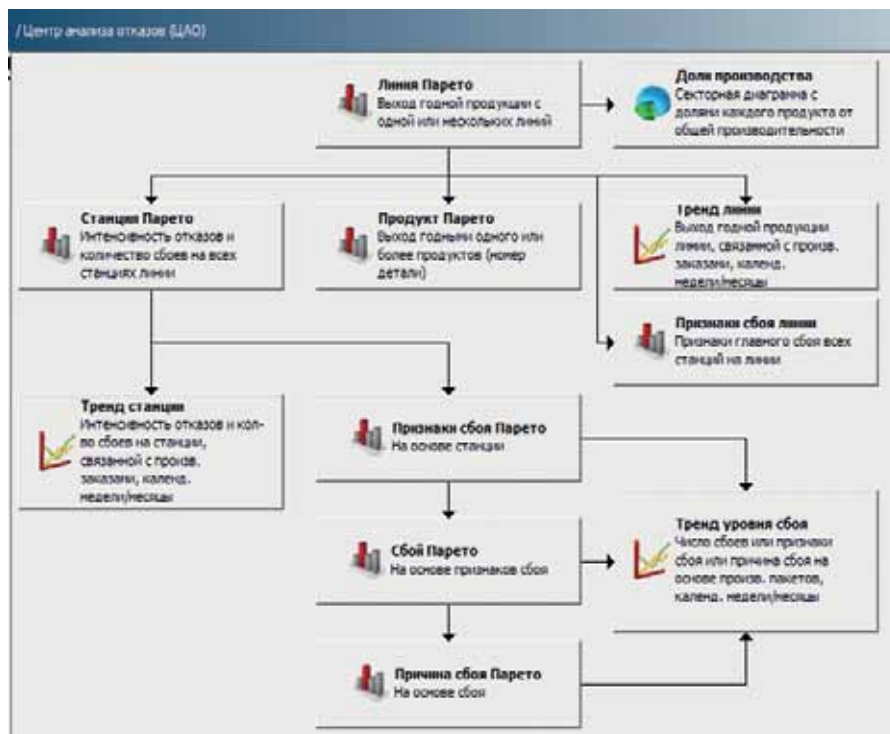 /Центр анализа отказов (ЦАО)
Линия Парето
Выход годной продукции с
одной или нескольких линий
Доли производства
Секторная диаграмма с
долями каждого продукта от
общей производительности
Станция Парето
Интенсивность отказов и
количество сбоев на всех
станциях линии
Продукт Парето
Выход годными одного или
более продуктов (номер
детали)
Тренд линии
Выход годной продукции
линии, связанной с произв.
заказами, календ.
недели/месяцы
Признаки сбоя линии
Признаки главного сбоя всех
станций на линии
Тренд станции
Интенсивность отказов и кол-
во сбоев на станции,
связанной с произв.
заказами, календ.
недели/месяцы
Признаки сбоя Парето
На основе станции
Сбой Парето
На основе признаков сбоя
Тренд уровня сбоя
Число сбоев или признаки
сбоя или причина сбоя на
основе произв. пакетов,
календ. недели/месяцы
Причина сбоя Парето
На основе сбоя